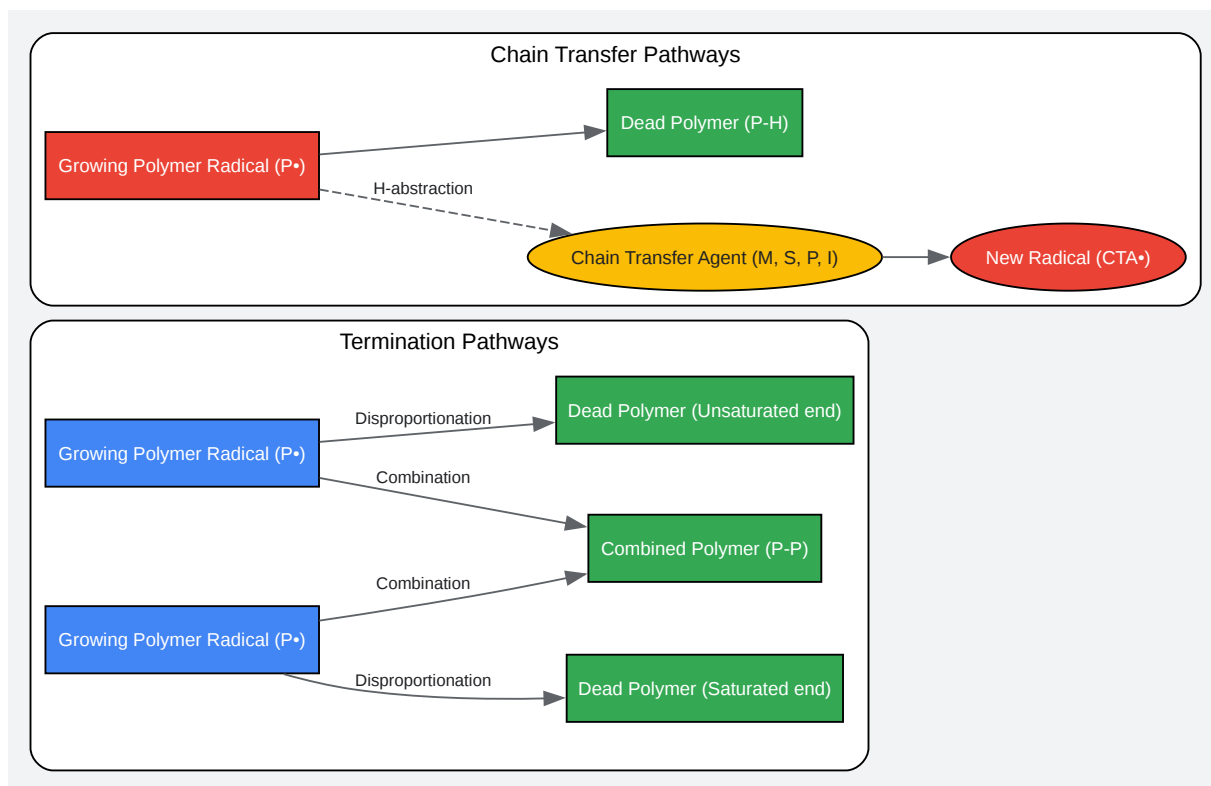 Chain Transfer Pathways
Dead Polymer (P-H)
Growing Polymer Radical (P•)
H-abstraction
Chain Transfer Agent (M, S, P, I)
New Radical (CTA•)
Termination Pathways
Dead Polymer (Unsaturated end)
Disproportionation
Growing Polymer Radical (P•)
Combination
Combined Polymer (P-P)
Combination
Growing Polymer Radical (P•)
Disproportionation
Dead Polymer (Saturated end)